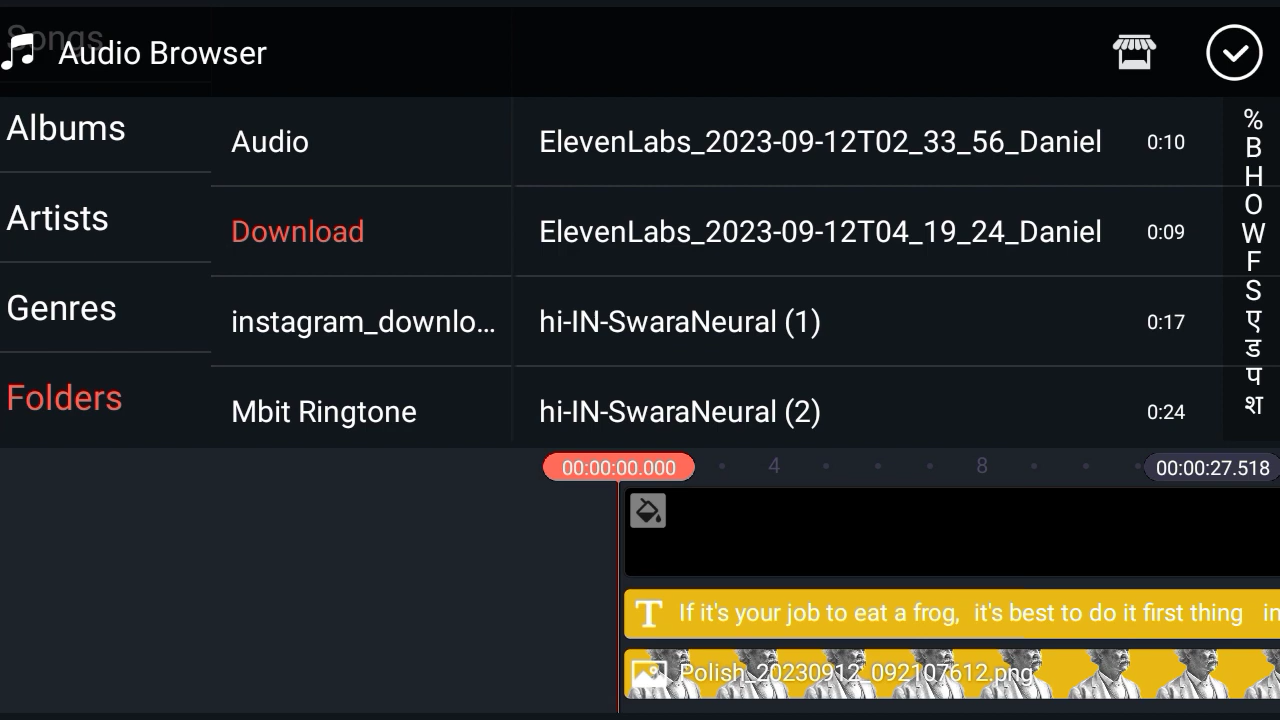 Songs
Audio Browser
Albums
Artists
Genres
Folders
Audio
Download
instagram_downlo...
Mbit Ringtone
ElevenLabs_2023-09-12T02_33_56_Daniel 0:10
ElevenLabs_2023-09-12T04_19_24_Daniel 0:09
hi-IN-SwaraNeural (1) 0:17
hi-IN-SwaraNeural (2) 0:24
%
B
H
O
W
F
S
ए
ड
प
श
00:00:00.000 4 8 00:00:27.518
T If it's your job to eat a frog, it's best to do it first thing in
Polish_20230912_092107612.png